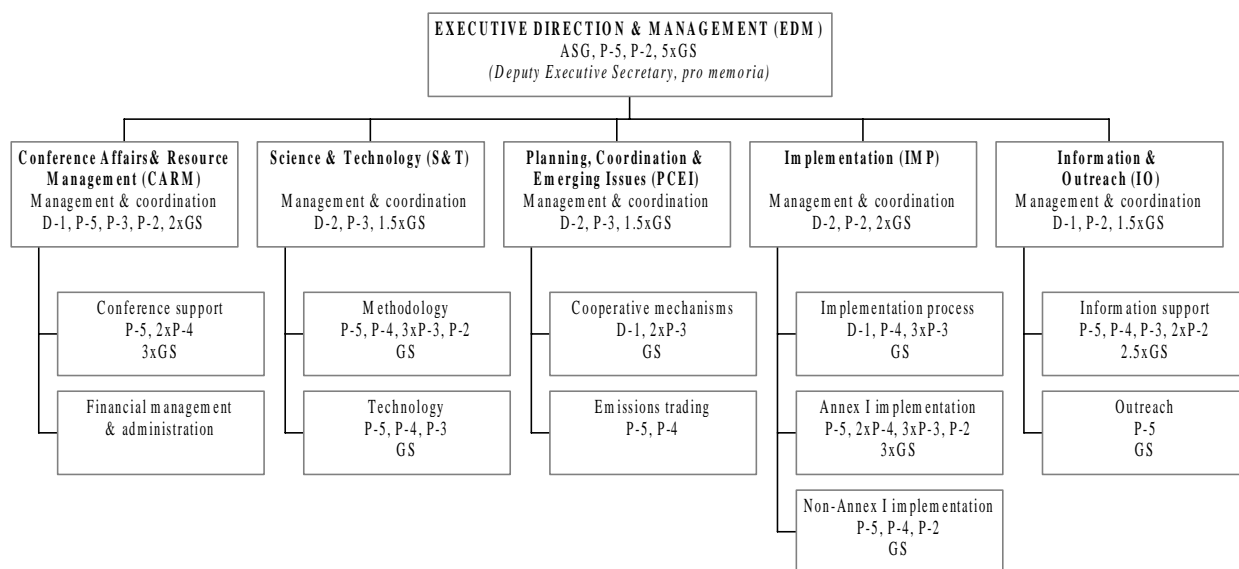 EXECUTIVE DIRECTION & MANAGEMENT (EDM)
ASG, P-5, P-2, 5xGS
(Deputy Executive Secretary, pro memoria)
Conference Affairs& Resource
Management (CARM)
Management & coordination
D-1, P-5, P-3, P-2, 2xGS
Science & Technology (S&T)
Management & coordination
D-2, P-3, 1.5xGS
Planning, Coordination &
Emerging Issues (PCEI)
Management & coordination
D-2, P-3, 1.5xGS
Implementation (IMP)
Management & coordination
D-2, P-2, 2xGS
Information &
Outreach (IO)
Management & coordination
D-1, P-2, 1.5xGS
Conference support
P-5, 2xP-4
3xGS
Methodology
P-5, P-4, 3xP-3, P-2
GS
Cooperative mechanisms
D-1, 2xP-3
GS
Implementation process
D-1, P-4, 3xP-3
GS
Information support
P-5, P-4, P-3, 2xP-2
2.5xGS
Financial management
& administration
Technology
P-5, P-4, P-3
GS
Emissions trading
P-5, P-4
Annex I implementation
P-5, 2xP-4, 3xP-3, P-2
3xGS
Outreach
P-5
GS
Non-Annex I implementation
P-5, P-4, P-2
GS